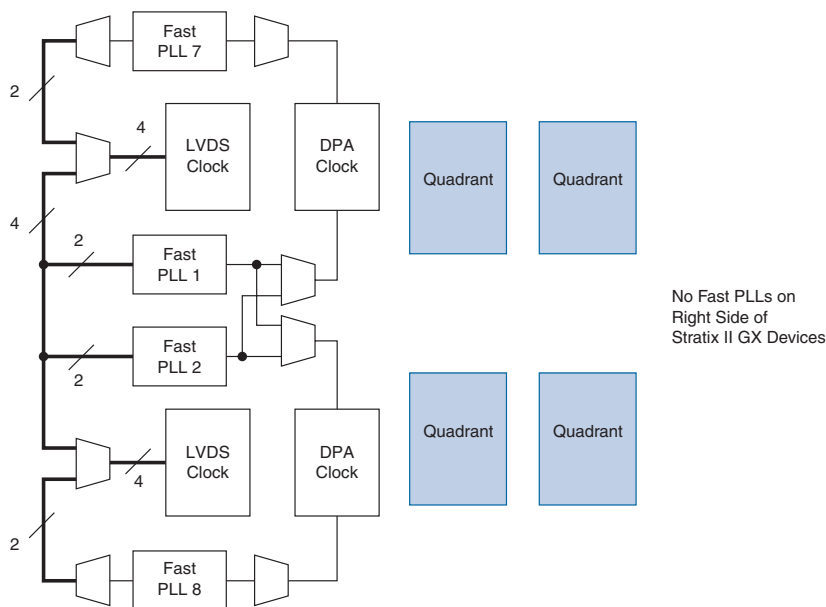 Fast
PLL 7
2
4
LVDS
Clock
DPA
Clock
Quadrant
Quadrant
4
2
Fast
PLL 1
No Fast PLLs on
Right Side of
Stratix II GX Devices
Fast
PLL 2
2
LVDS
Clock
DPA
Clock
Quadrant
Quadrant
4
2
Fast
PLL 8